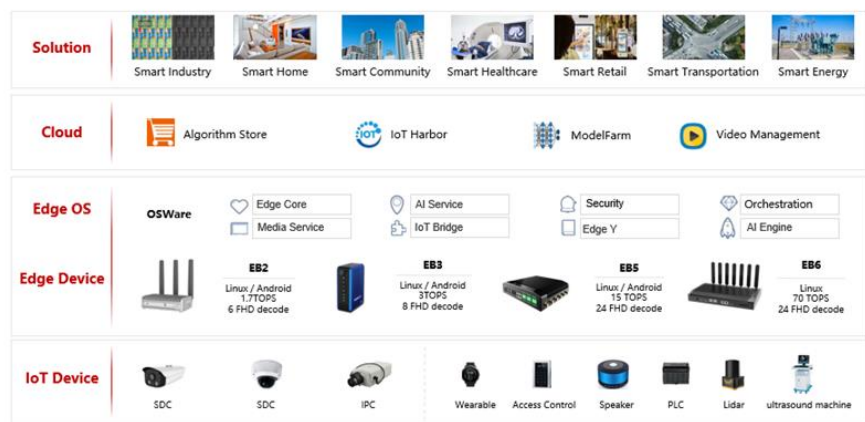 Solution
Smart Industry
Smart Home
Smart Community
Smart Healthcare
Smart Retail
Smart Transportation
Smart Energy
Cloud
Algorithm Store
IoT
IoT Harbor
ModelFarm
Video Management
Edge OS
OSWare
Edge Core
AI Service
Security
Orchestration
Media Service
IoT Bridge
Edge Y
AI Engine
Edge Device
EB2
Linux / Android
1.7TOPS
6 FHD decode
EB3
Linux / Android
3TOPS
8 FHD decode
EB5
Linux / Android
15 TOPS
24 FHD decode
EB6
Linux
70 TOPS
24 FHD decode
IoT Device
SDC
SDC
IPC
Wearable
Access Control
Speaker
PLC
Lidar
ultrasound machine